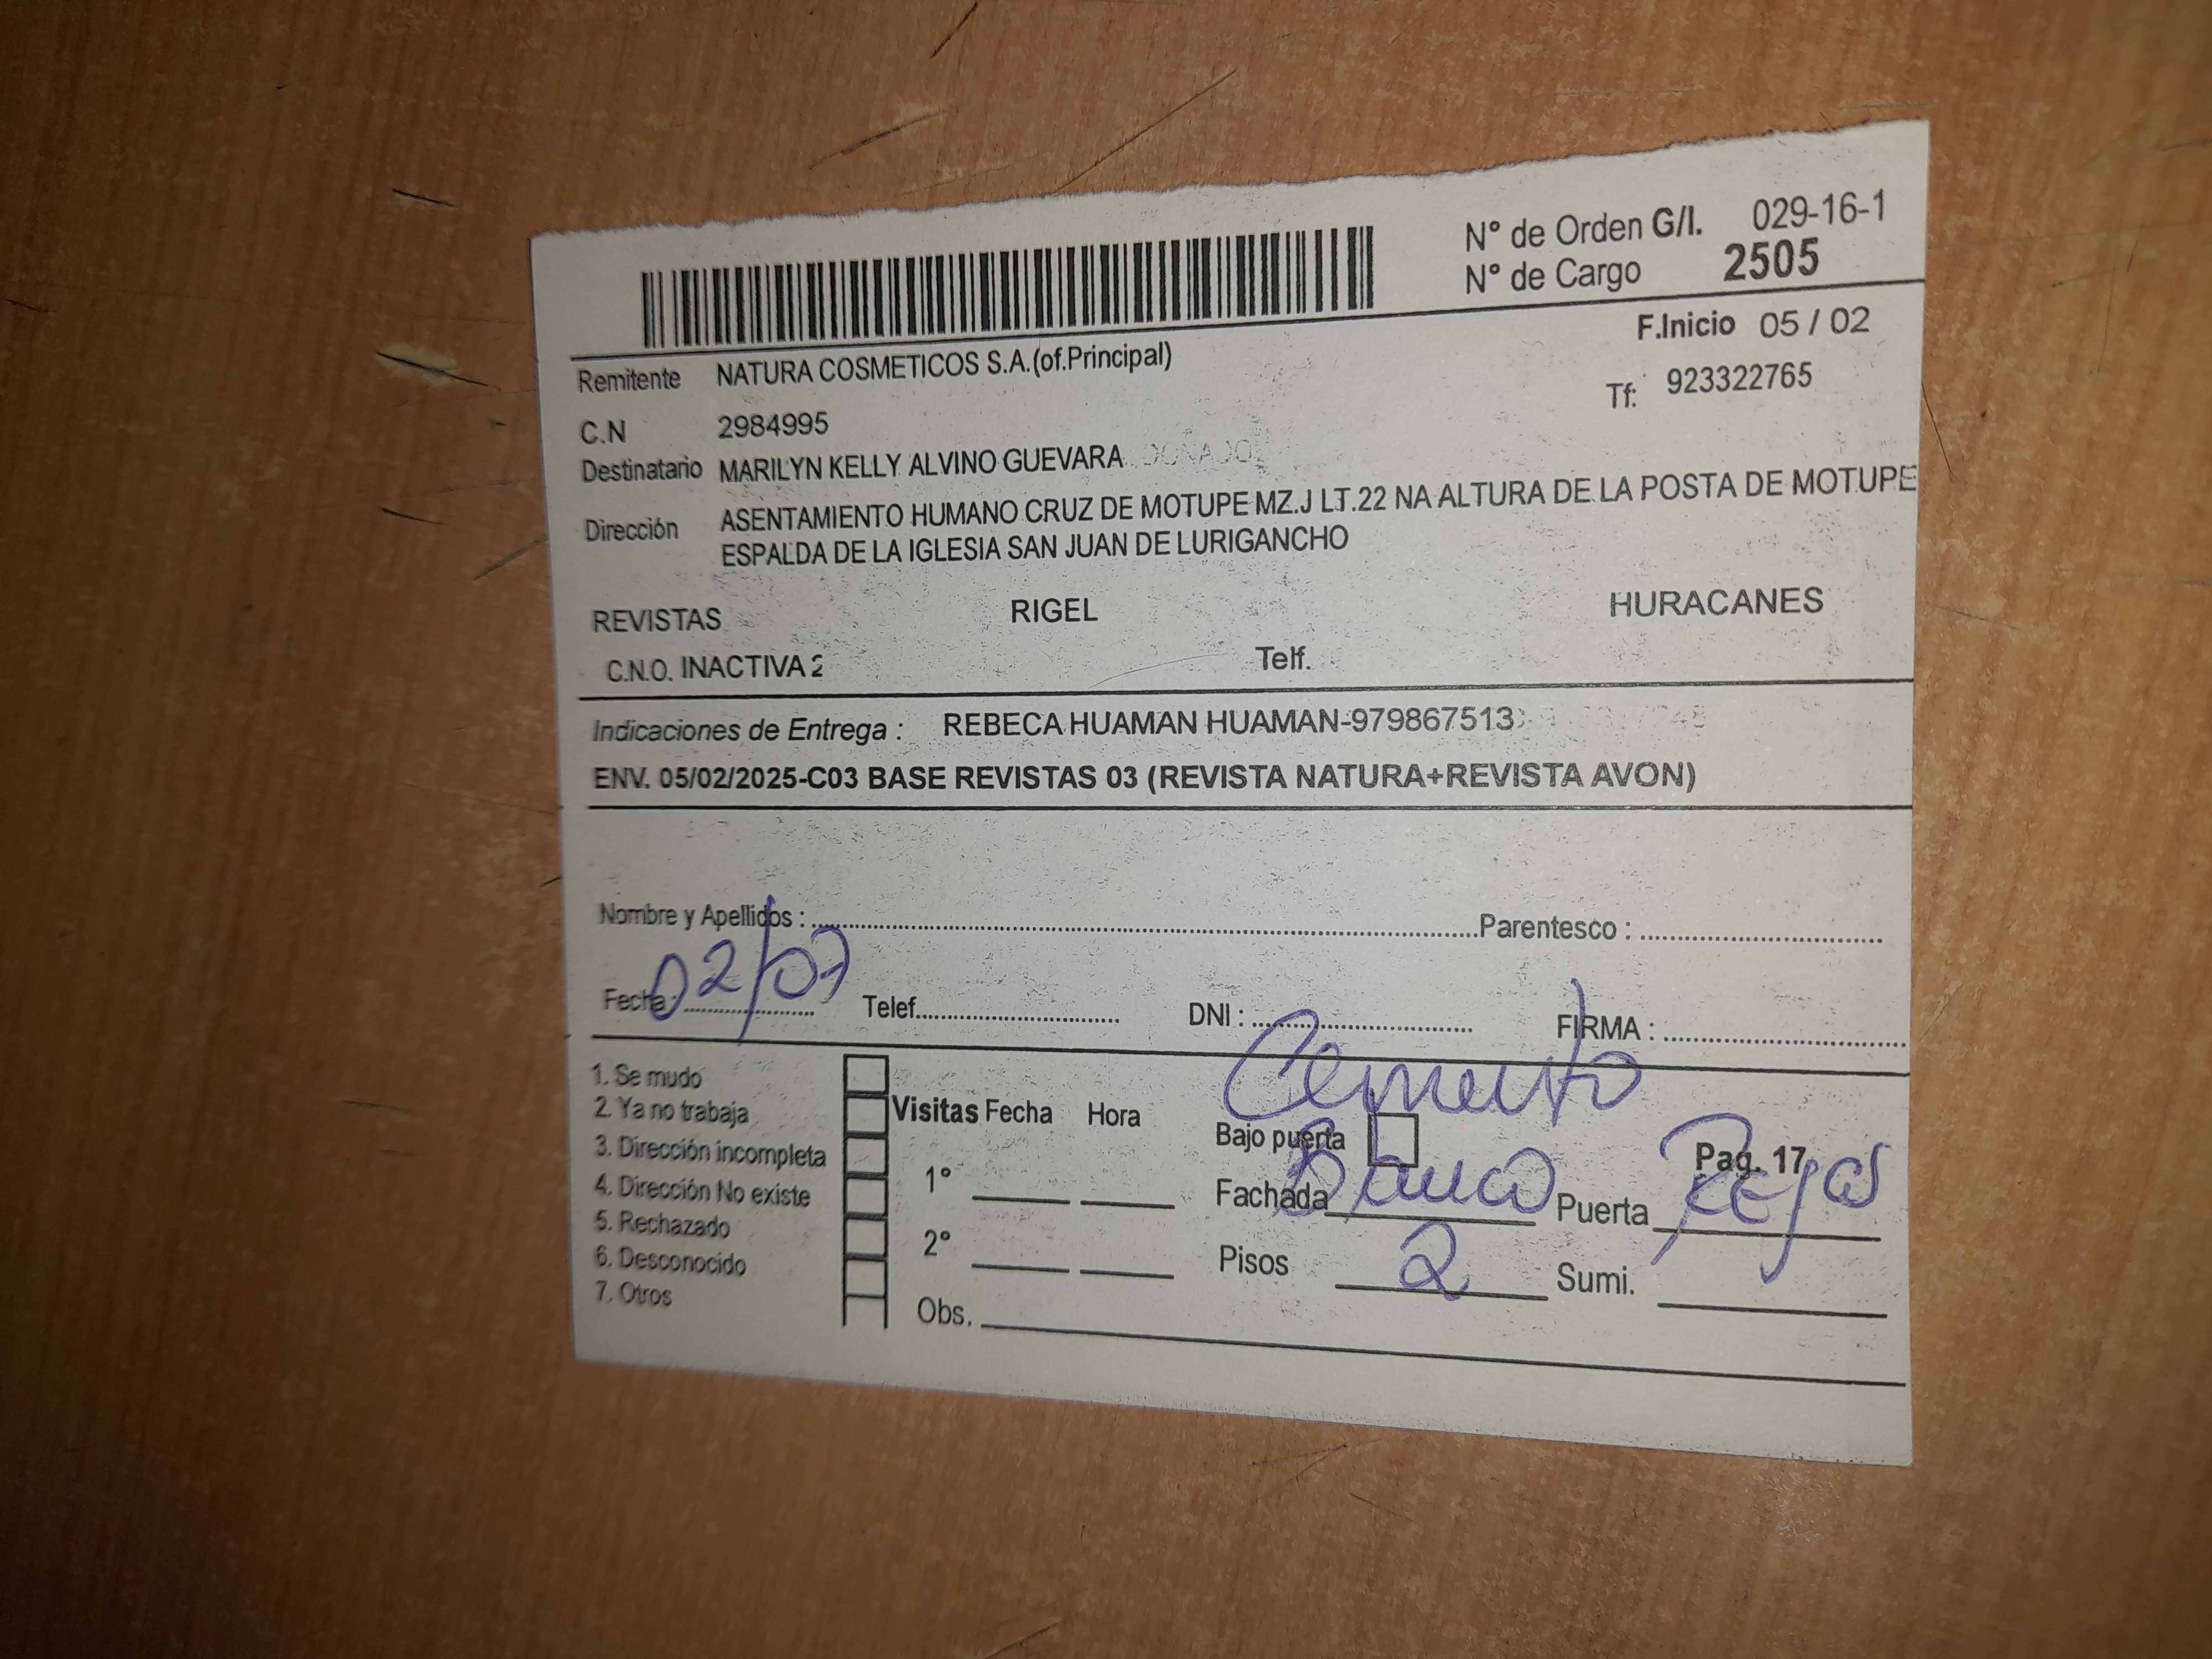 N° de Orden G/I. 029-16-1
N° de Cargo 2505
F.Inicio 05 / 02
Remitente NATURA COSMETICOS S.A.(of.Principal)
Tf: 923322765
C.N 2984995
Destinatario MARILYN KELLY ALVINO GUEVARA
Dirección ASENTAMIENTO HUMANO CRUZ DE MOTUPE MZ.J LT.22 NA ALTURA DE LA POSTA DE MOTUPE
ESPALDA DE LA IGLESIA SAN JUAN DE LURIGANCHO
REVISTAS RIGEL HURACANES
C.N.O. INACTIVA 2 Telf.
Indicaciones de Entrega : REBECA HUAMAN HUAMAN-979867513
ENV. 05/02/2025-C03 BASE REVISTAS 03 (REVISTA NATURA+REVISTA AVON)
Nombre y Apellidos : Parentesco :
Fecha: 02/07 Telef. DNI : FIRMA :
Cemento
1. Se mudo
2. Ya no trabaja
3. Dirección incompleta
4. Dirección No existe
5. Rechazado
6. Desconocido
7. Otros
Visitas Fecha Hora
1°
2°
Obs.
Bajo puerta Pag. 17
Fachada Blanco Puerta Rejas
Pisos 2 Sumi.